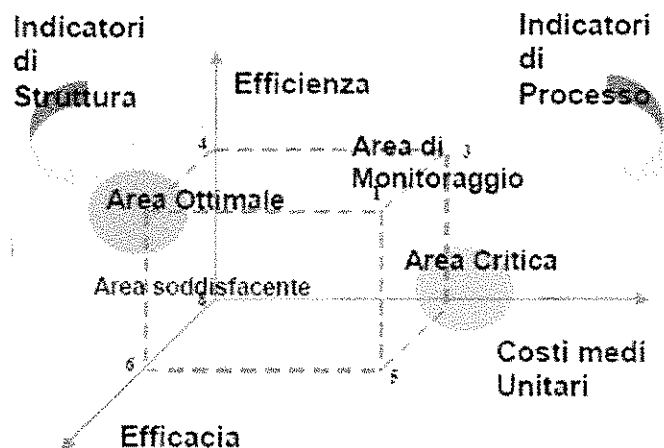 Indicatori
di
Struttura
Indicatori
di
Processo
Efficienza
4
Area di
Monitoraggio
3
1
Area Ottimale
Area Critica
Area soddisfacente
6
5
Costi medi
Unitari
Efficacia